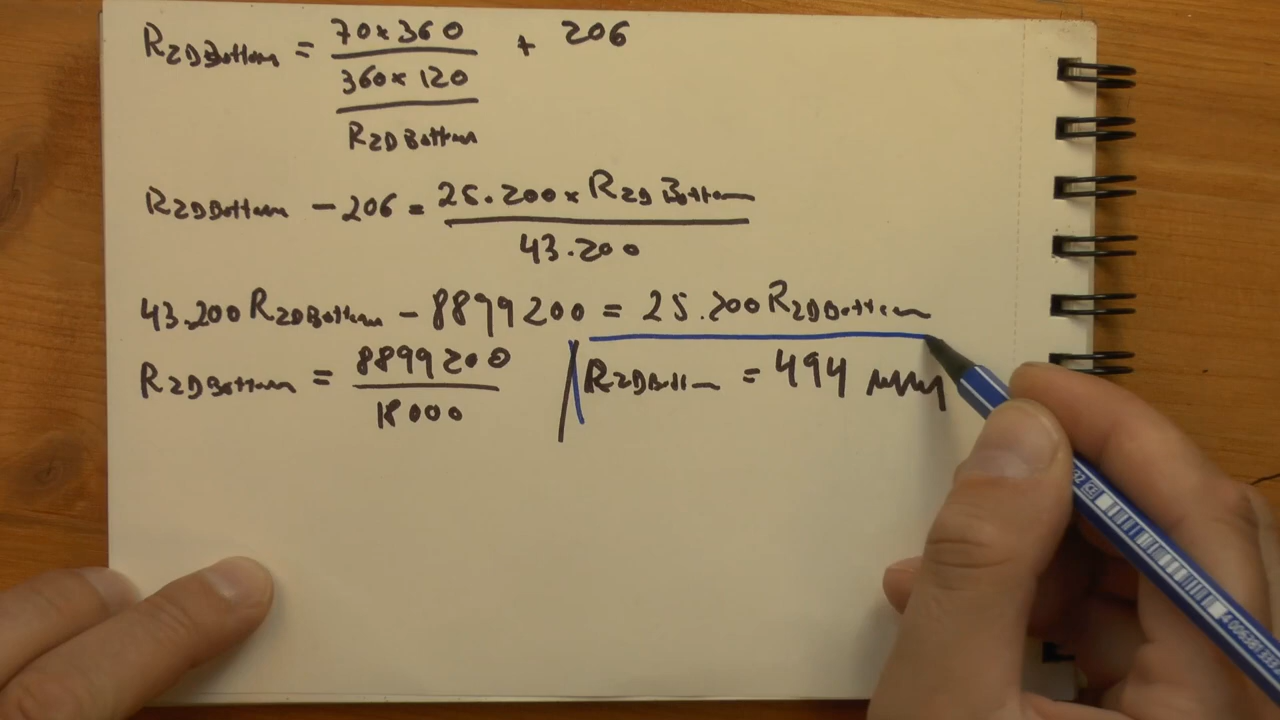 R2DBottom = 70×360 + 206
360×120
R2DBottom
R2DBottom - 206 = 25.200 × R2DBottom
43.200
43.200 R2DBottom - 8899200 = 25.200 R2DBottom
R2DBottom = 8899200 R2DBottom = 494 mm
18000